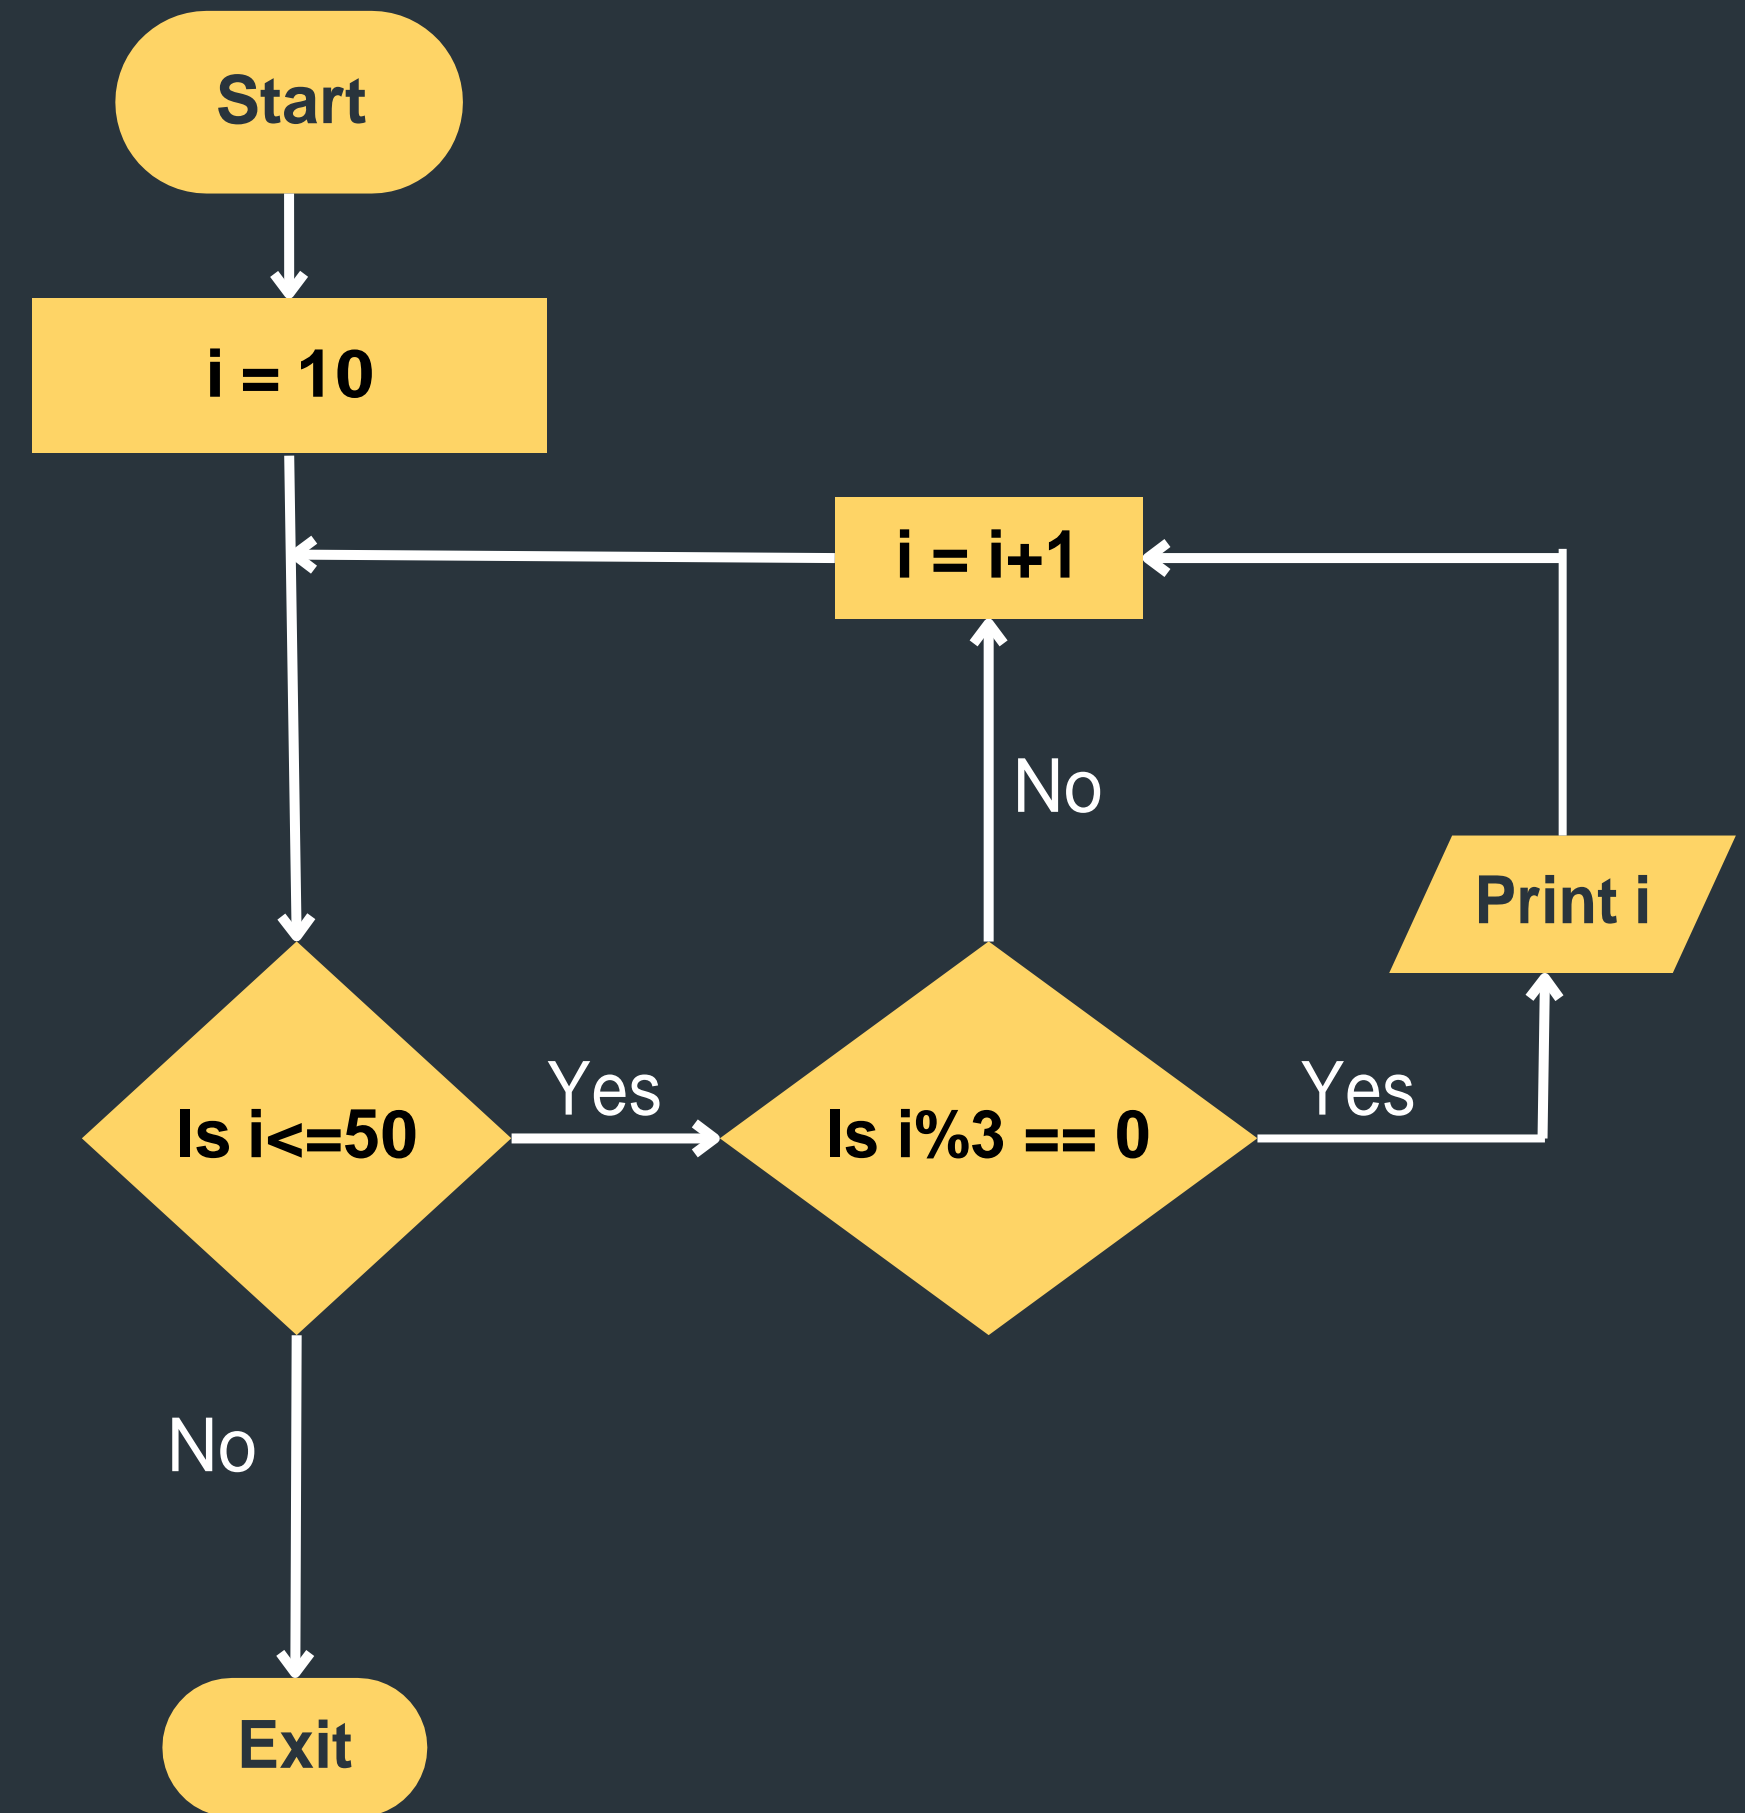 Start
i = 10
i = i+1
No
Print i
Is i<=50
Yes
Is i%3 == 0
Yes
No
Exit